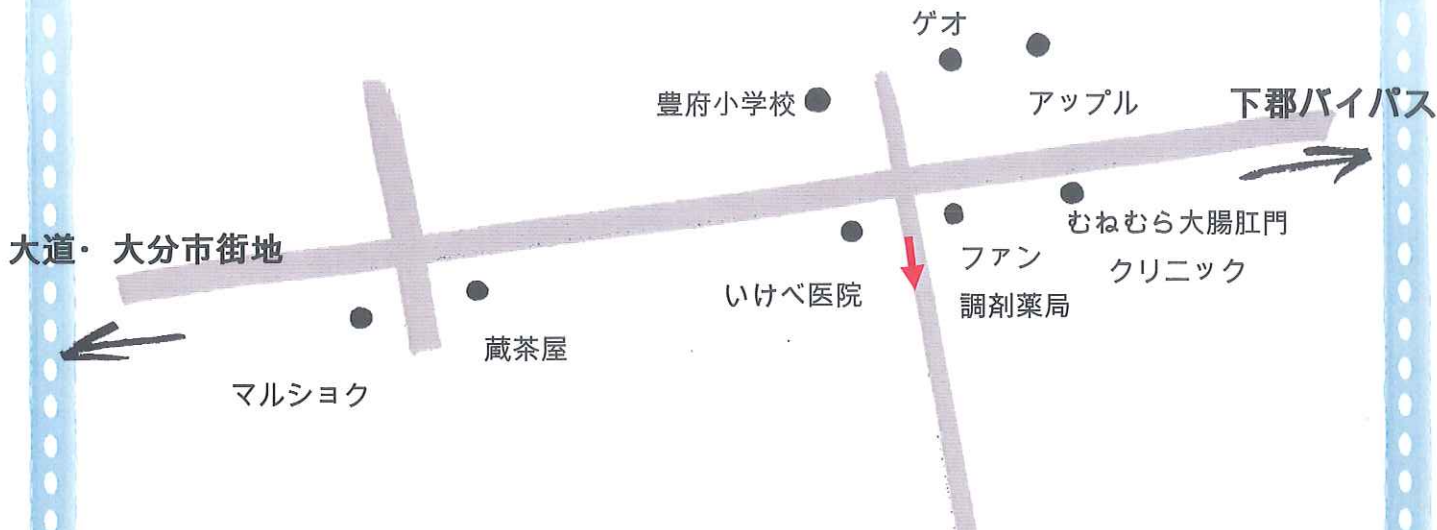 ゲオ
豊府小学校
アップル
下郡バイパス
むねむら大腸肛門
クリニック
大道・大分市街地
ファン
調剤薬局
いけべ医院
蔵茶屋
マルショク